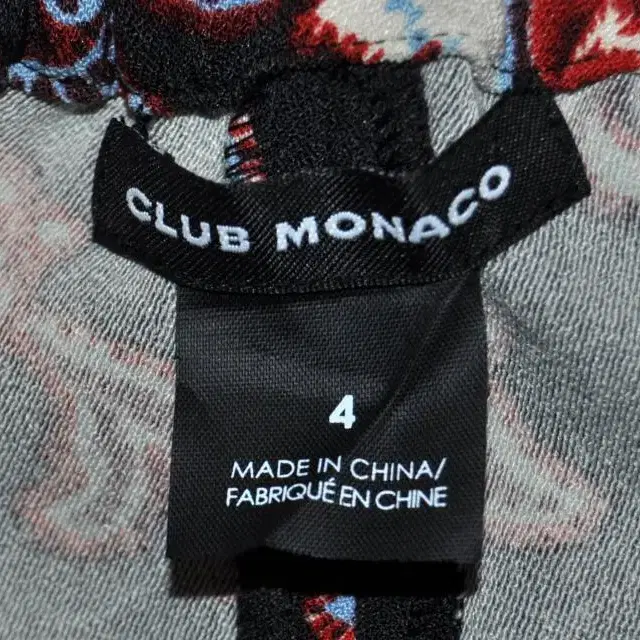 CLUB MONACO
4
MADE IN CHINA/
FABRIQUÉ EN CHINE